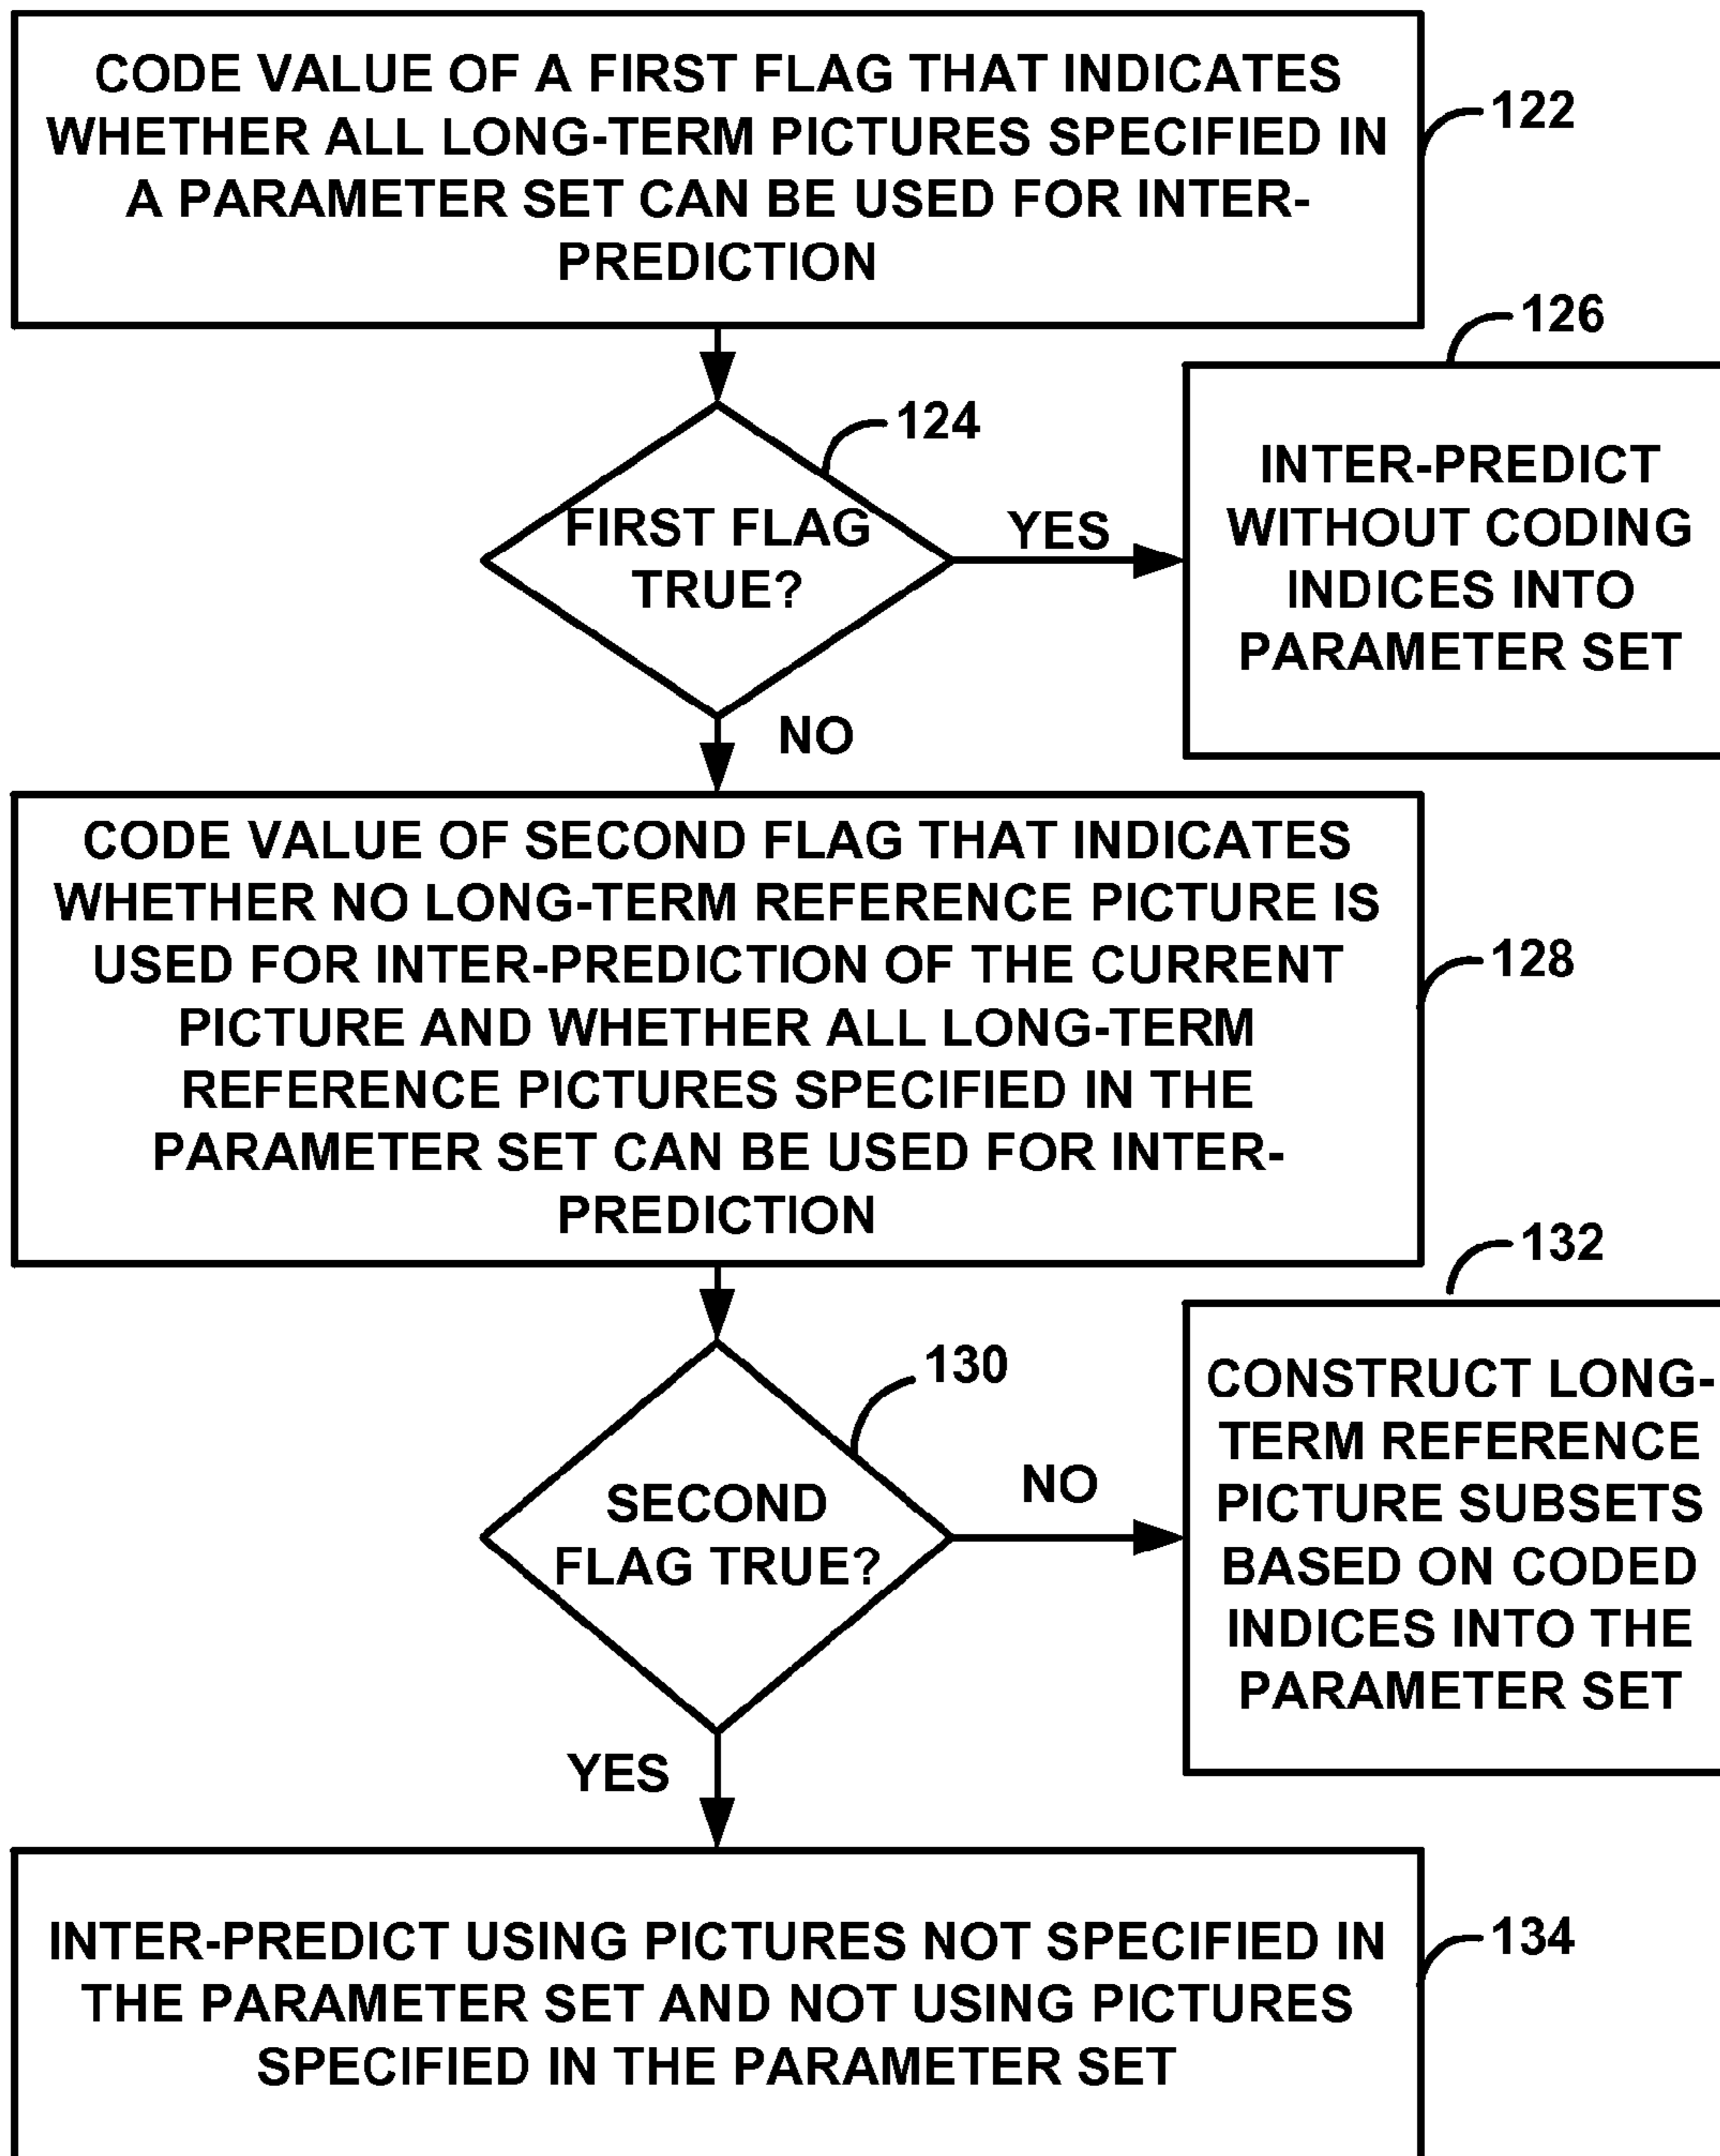 CODE VALUE OF A FIRST FLAG THAT INDICATES
WHETHER ALL LONG-TERM PICTURES SPECIFIED IN
A PARAMETER SET CAN BE USED FOR INTER-
PREDICTION
122
126
124
FIRST FLAG
TRUE?
YES
INTER-PREDICT
WITHOUT CODING
INDICES INTO
PARAMETER SET
NO
CODE VALUE OF SECOND FLAG THAT INDICATES
WHETHER NO LONG-TERM REFERENCE PICTURE IS
USED FOR INTER-PREDICTION OF THE CURRENT
PICTURE AND WHETHER ALL LONG-TERM
REFERENCE PICTURES SPECIFIED IN THE
PARAMETER SET CAN BE USED FOR INTER-
PREDICTION
128
132
130
SECOND
FLAG TRUE?
NO
CONSTRUCT LONG-
TERM REFERENCE
PICTURE SUBSETS
BASED ON CODED
INDICES INTO THE
PARAMETER SET
YES
INTER-PREDICT USING PICTURES NOT SPECIFIED IN
THE PARAMETER SET AND NOT USING PICTURES
SPECIFIED IN THE PARAMETER SET
134